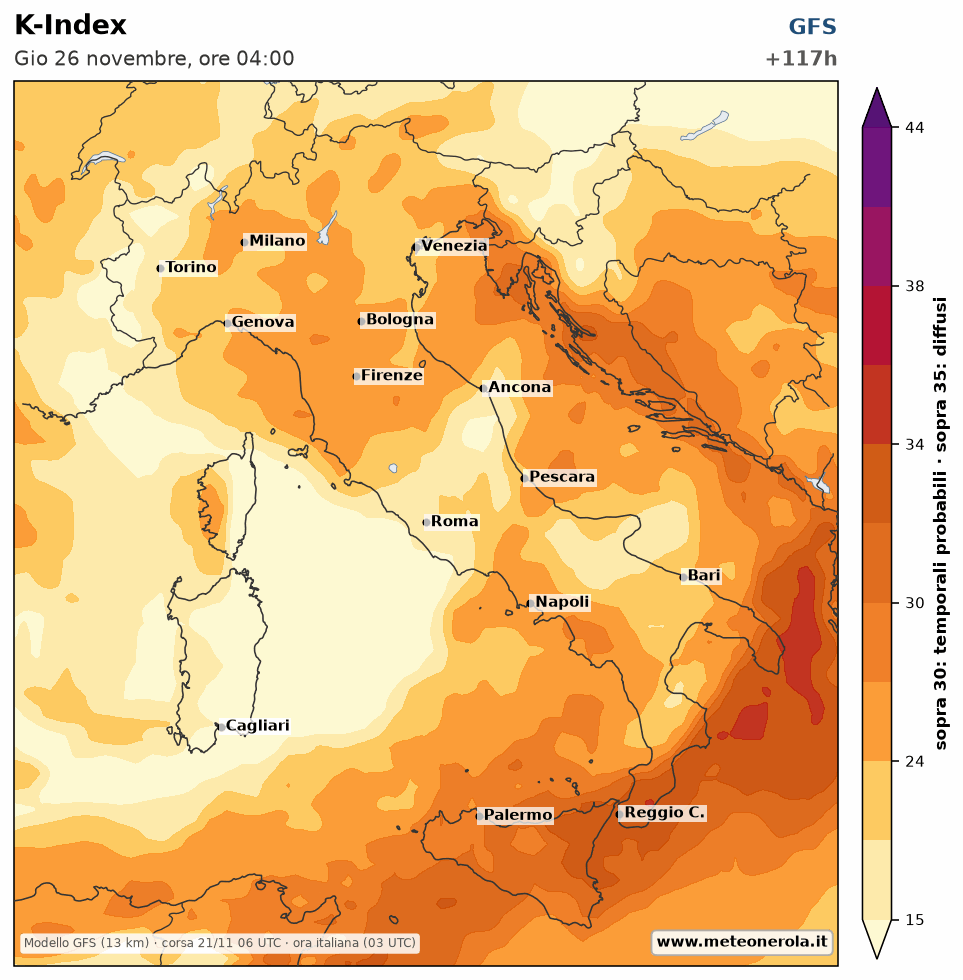 K-Index
GFS
Gio 26 novembre, ore 04:00
+117h
Milano
Venezia
Torino
Genova
Bologna
Firenze
Ancona
Pescara
Roma
Bari
Napoli
Cagliari
Palermo
Reggio C.
44
38
34
30
24
15
sopra 30: temporali probabili · sopra 35: diffusi
Modello GFS (13 km) · corsa 21/11 06 UTC · ora italiana (03 UTC)
www.meteonerola.it